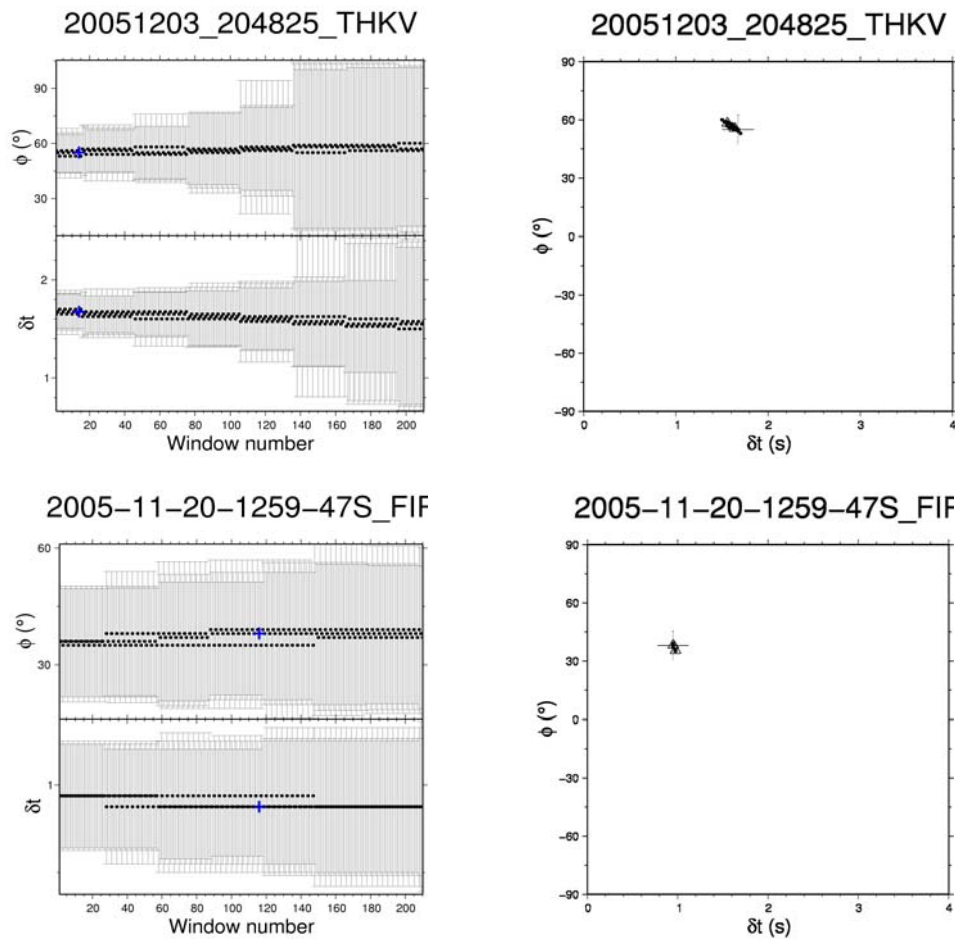 20051203_204825_THKV
90
60
30
ϕ (°)
2
1
δt
20 40 60 80 100 120 140 160 180 200
Window number
20051203_204825_THKV
90
60
30
0
−30
−60
−90
ϕ (°)
0 1 2 3 4
δt (s)
2005−11−20−1259−47S_FIF
60
30
ϕ (°)
1
δt
20 40 60 80 100 120 140 160 180 200
Window number
2005−11−20−1259−47S_FIF
90
60
30
0
−30
−60
−90
ϕ (°)
0 1 2 3 4
δt (s)